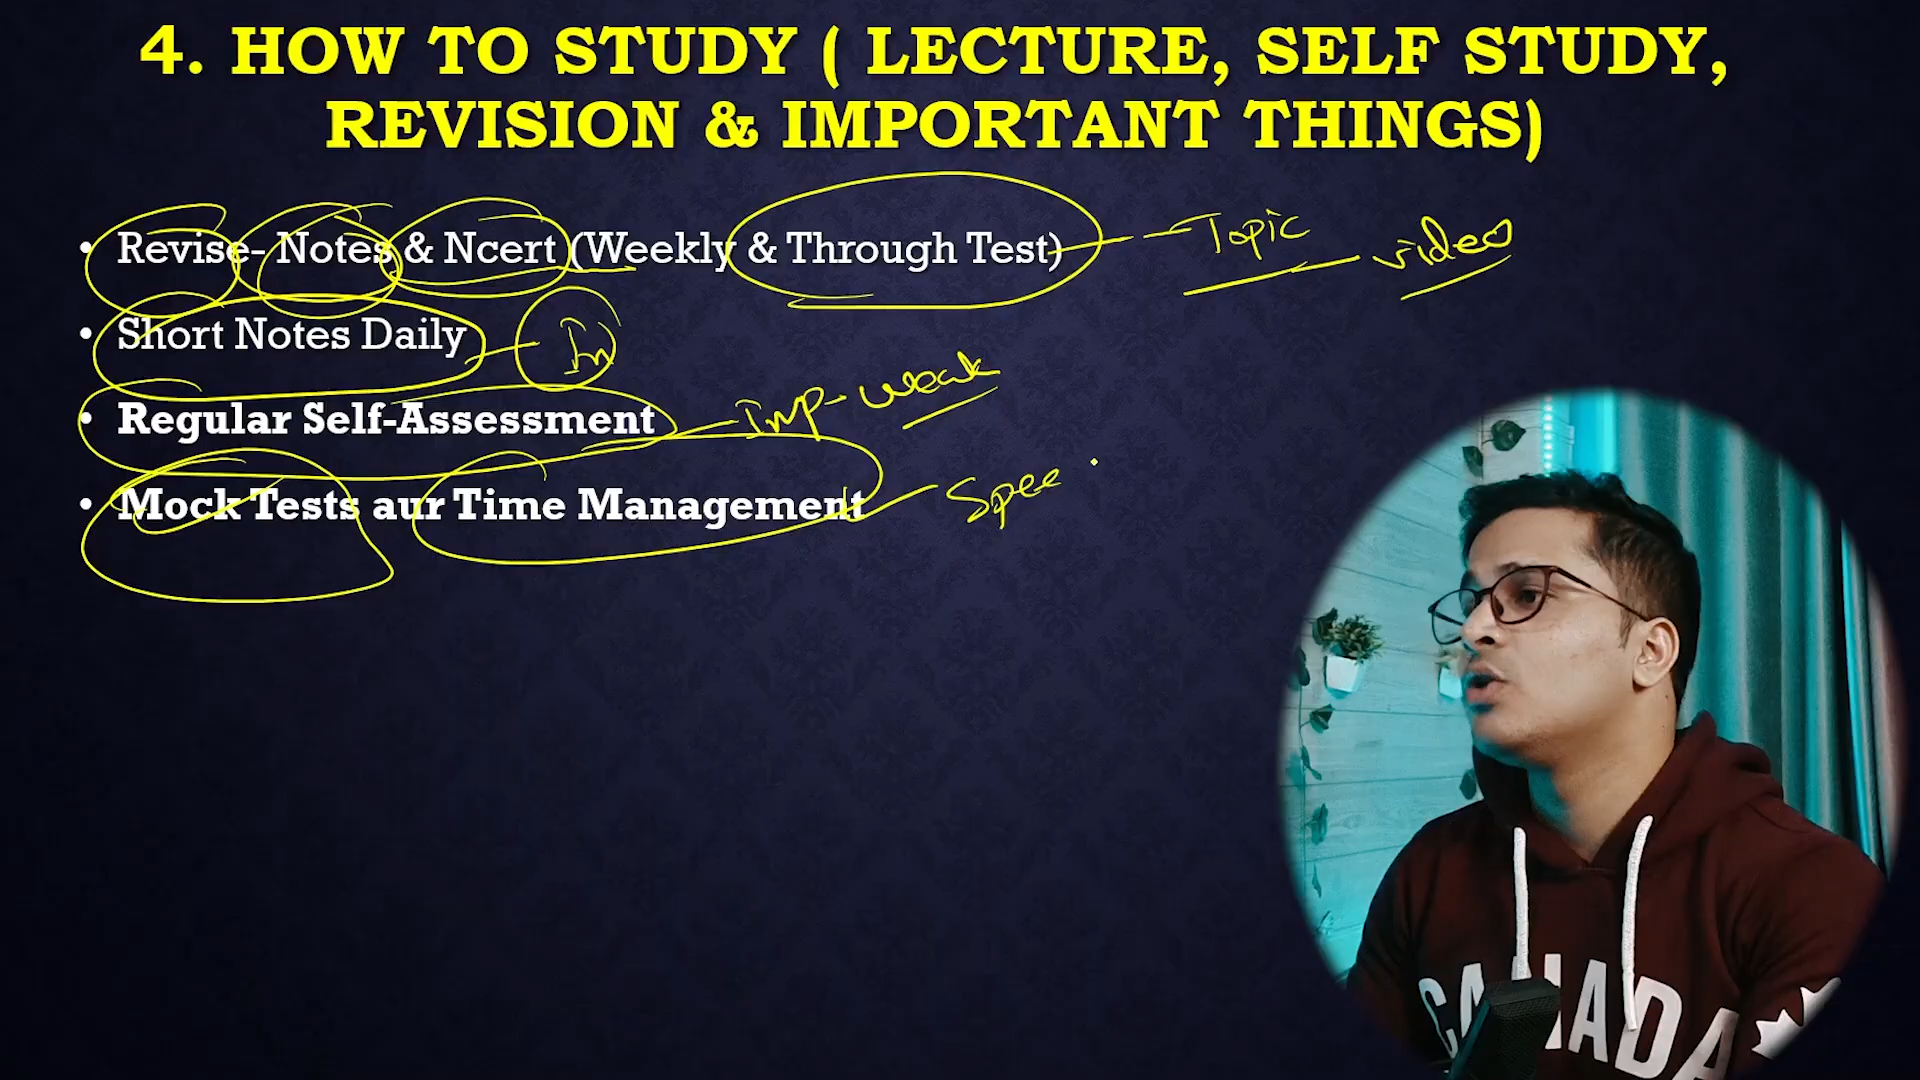 4. HOW TO STUDY ( LECTURE, SELF STUDY,
REVISION & IMPORTANT THINGS)
• Revise- Notes & Ncert (Weekly & Through Test) Topic video
• Short Notes Daily
• Regular Self-Assessment Imp- weak
• Mock Tests aur Time Management Spee
CANADA